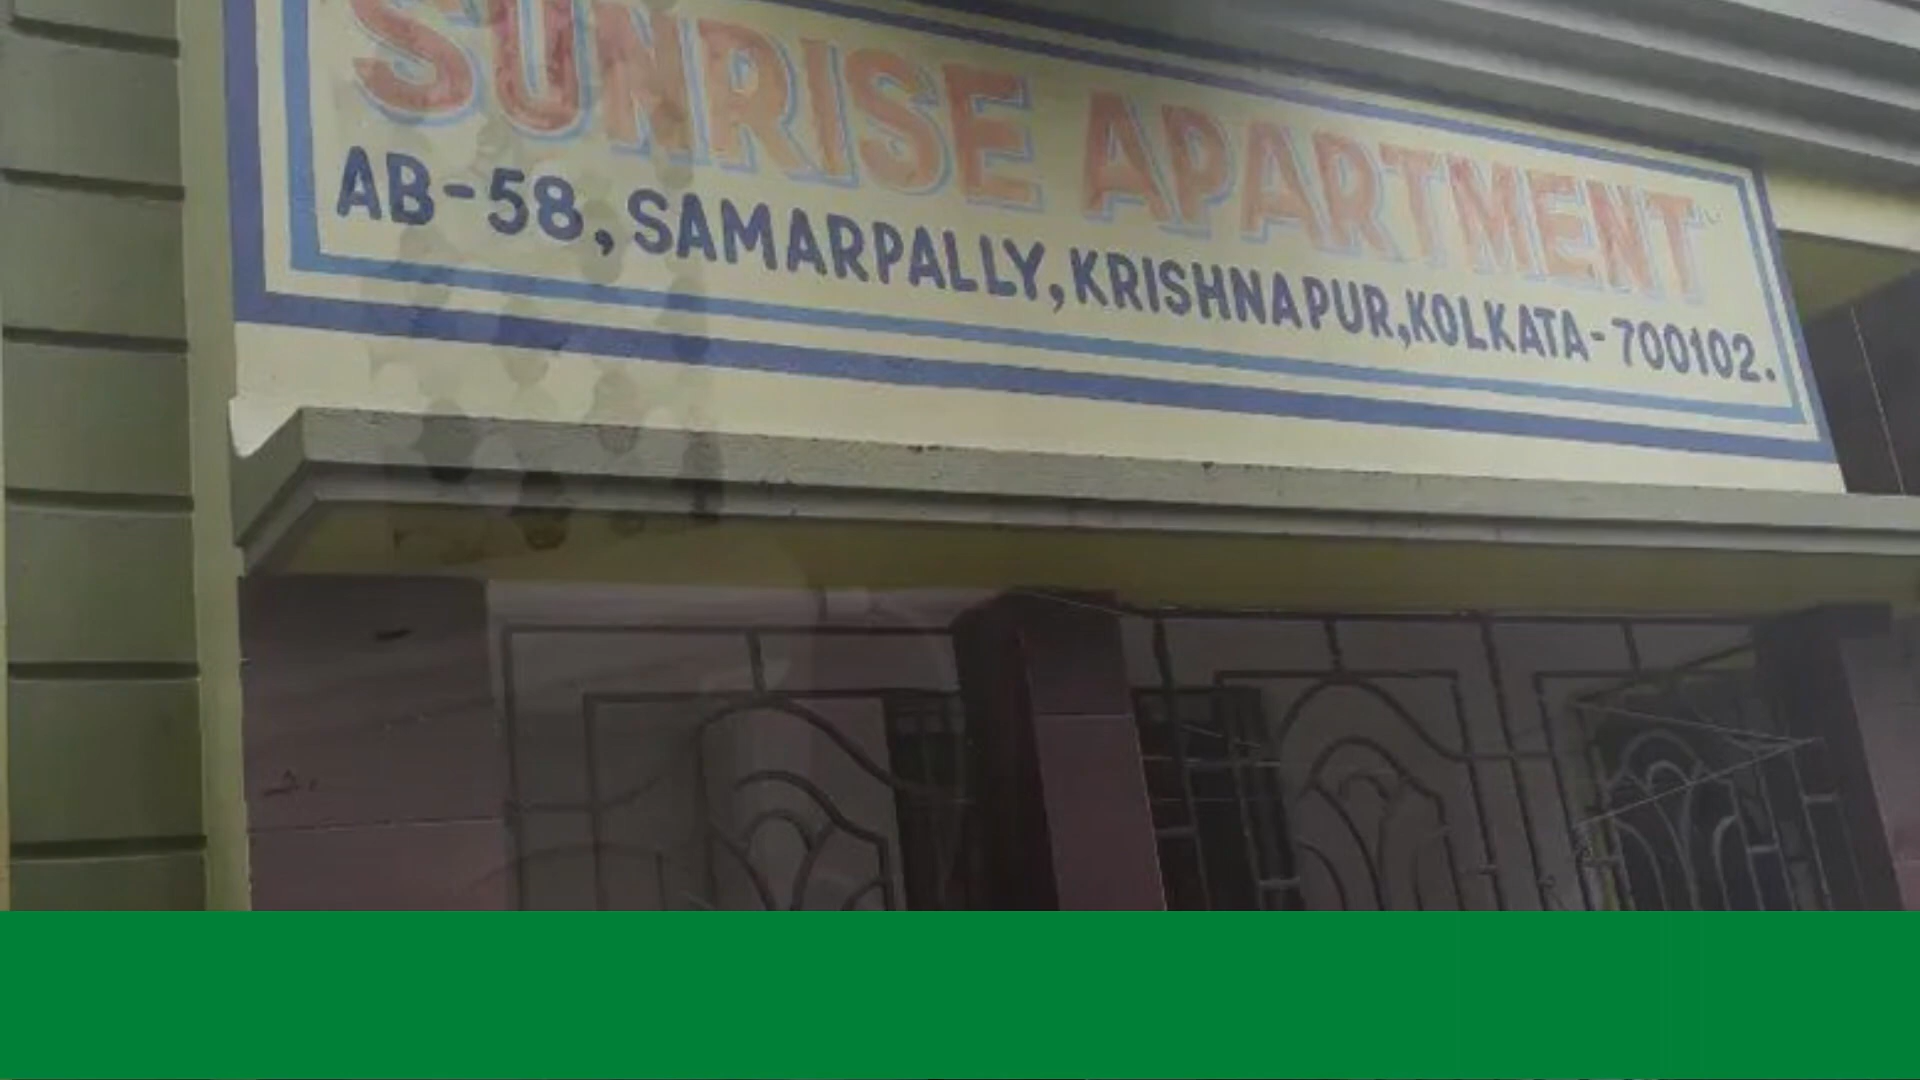 SUNRISE APARTMENT
AB-58, SAMARPALLY, KRISHNAPUR, KOLKATA-700102.